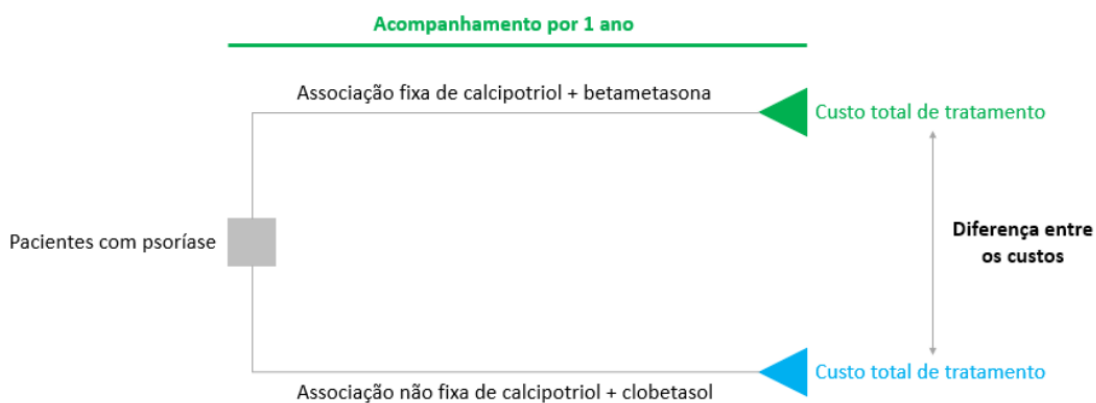 Acompanhamento por 1 ano
Associação fixa de calcipotriol + betametasona
Custo total de tratamento
Pacientes com psoríase
Diferença entre
os custos
Custo total de tratamento
Associação não fixa de calcipotriol + clobetasol